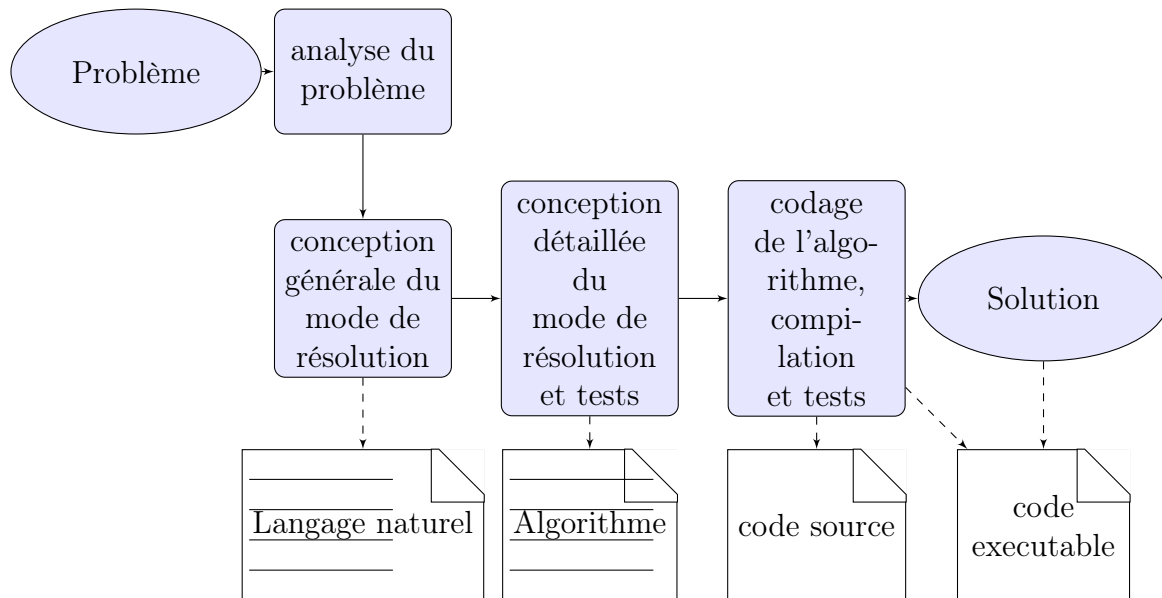 Problème
analyse du
problème
conception
générale du
mode de
résolution
conception
détaillée
du
mode de
résolution
et tests
codage
de l'algo-
rithme,
compi-
lation
et tests
Solution
Langage naturel
Algorithme
code source
code
executable